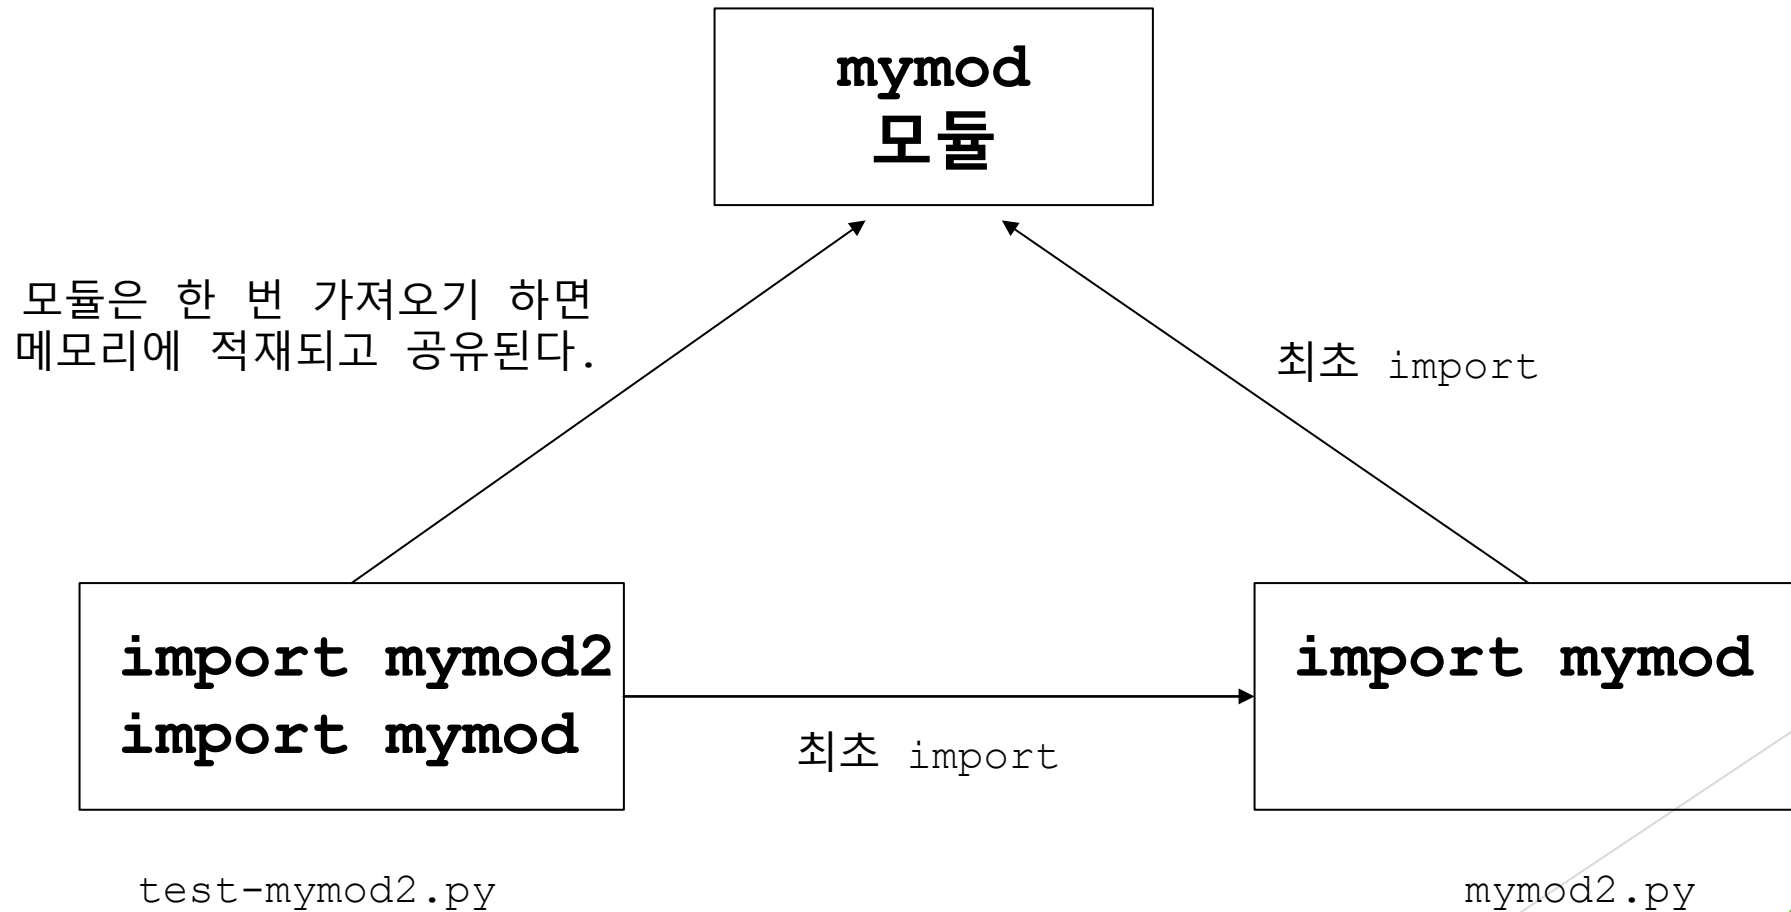 mymod
모듈
모듈은 한 번 가져오기 하면
메모리에 적재되고 공유된다.
최초 import
import mymod2
import mymod
import mymod
최초 import
test-mymod2.py
mymod2.py